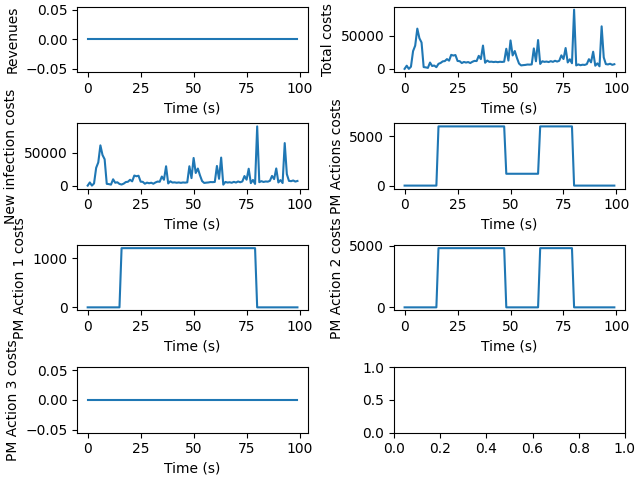 Revenues
0.05
0.00
−0.05
0 25 50 75 100
Time (s)
Total costs
50000
0
0 25 50 75 100
Time (s)
New infection costs
50000
0
0 25 50 75 100
Time (s)
PM Actions costs
5000
0
0 25 50 75 100
Time (s)
PM Action 1 costs
1000
0
0 25 50 75 100
Time (s)
PM Action 2 costs
5000
0
0 25 50 75 100
Time (s)
PM Action 3 costs
0.05
0.00
−0.05
0 25 50 75 100
Time (s)
1.0
0.5
0.0
0.0 0.2 0.4 0.6 0.8 1.0